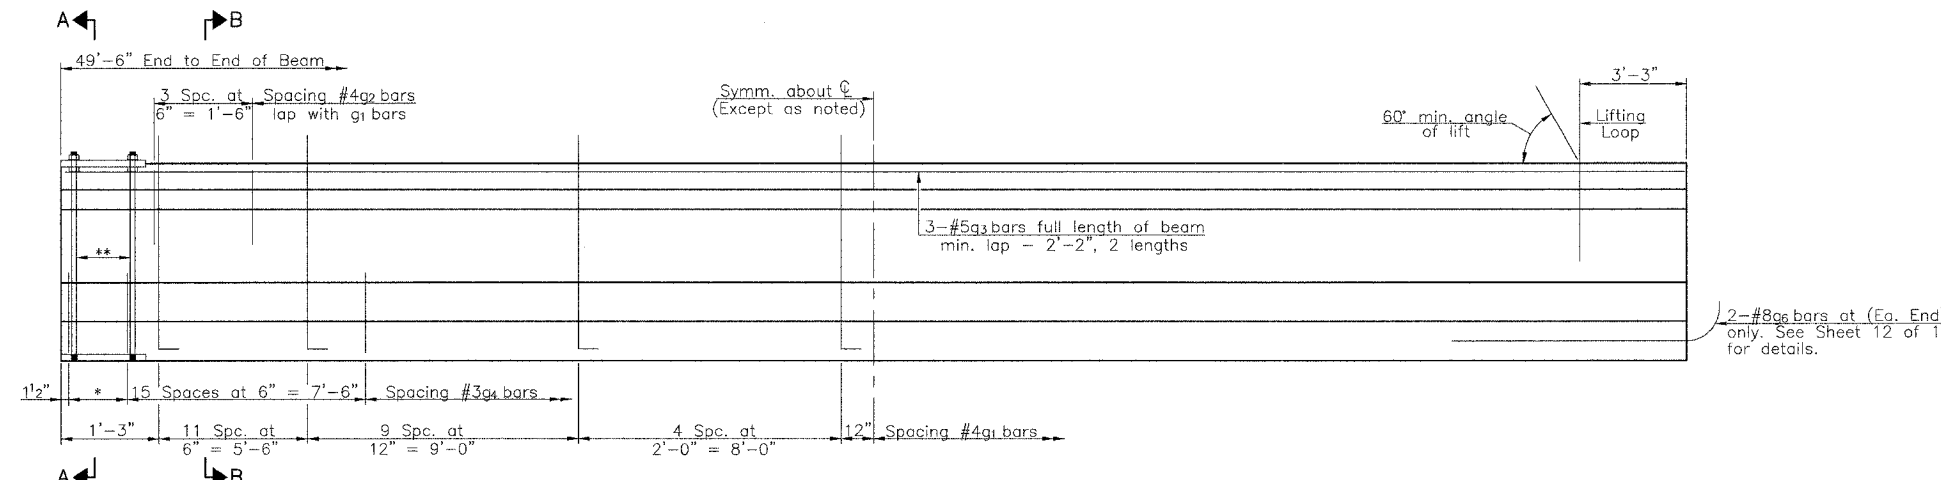 A B
49'-6" End to End of Beam
3 Spc. at
6" = 1'-6"
Spacing #4g2 bars
lap with g1 bars
Symm. about ℄
(Except as noted)
60° min. angle
of lift
3'-3"
Lifting
Loop
3-#5g3 bars full length of beam
min. lap - 2'-2", 2 lengths
**
2-#8g6 bars at (Ea. End
only. See Sheet 12 of 1
for details.
1½" * 15 Spaces at 6" = 7'-6" Spacing #3g4 bars
1'-3"
11 Spc. at
6" = 5'-6"
9 Spc. at
12" = 9'-0"
4 Spc. at
2'-0" = 8'-0"
12" Spacing #4g1 bars
A B